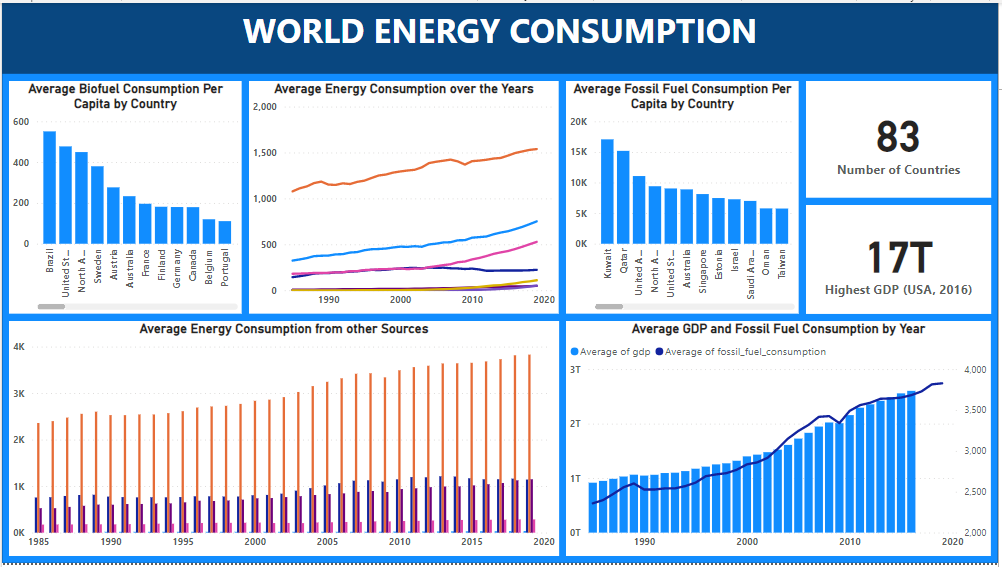 WORLD ENERGY CONSUMPTION
Average Biofuel Consumption Per
Capita by Country
600
400
200
0
Brazil
United St...
North A...
Sweden
Austria
Australia
France
Finland
Germany
Canada
Belgium
Portugal
Average Energy Consumption over the Years
2,000
1,500
1,000
500
0
1990
2000
2010
2020
Average Fossil Fuel Consumption Per
Capita by Country
20K
15K
10K
5K
0K
Kuwait
Qatar
United A...
North A...
United St...
Australia
Singapore
Estonia
Israel
Saudi Ara...
Oman
Taiwan
83
Number of Countries
17T
Highest GDP (USA, 2016)
Average Energy Consumption from other Sources
4K
3K
2K
1K
0K
1985
1990
1995
2000
2005
2010
2015
2020
Average GDP and Fossil Fuel Consumption by Year
Average of gdp
Average of fossil_fuel_consumption
3T
2T
1T
0T
4,000
3,500
3,000
2,500
2,000
1990
2000
2010
2020